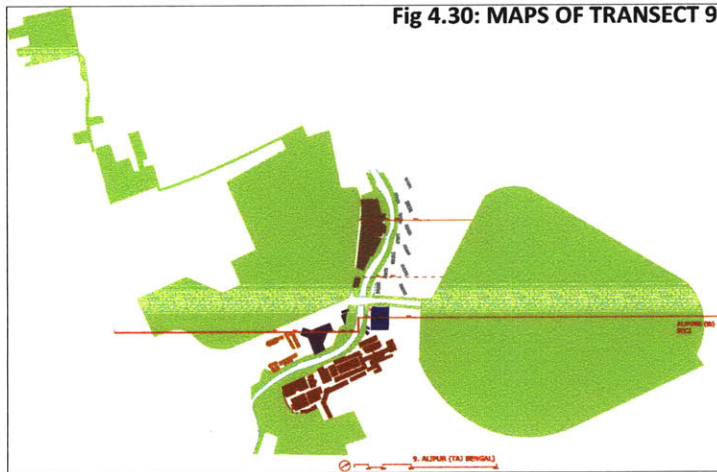 Fig 4.30: MAPS OF TRANSECT 9
9. ALIPUR (TAJ BENGAL)